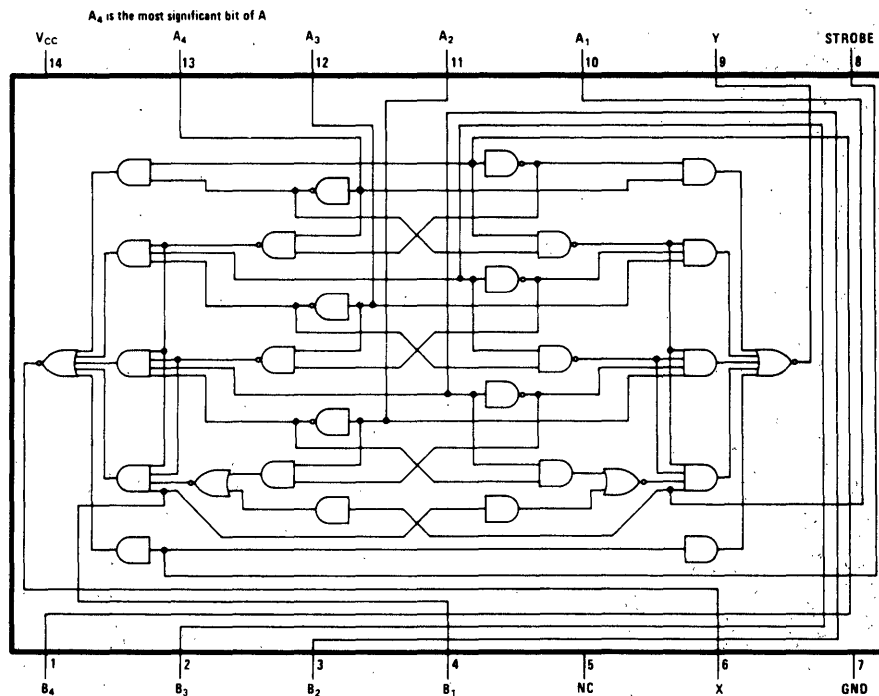 A4 is the most significant bit of A
VCC A4 A3 A2 A1 Y STROBE
14 13 12 11 10 9 8
1 2 3 4 5 6 7
B4 B3 B2 B1 NC X GND